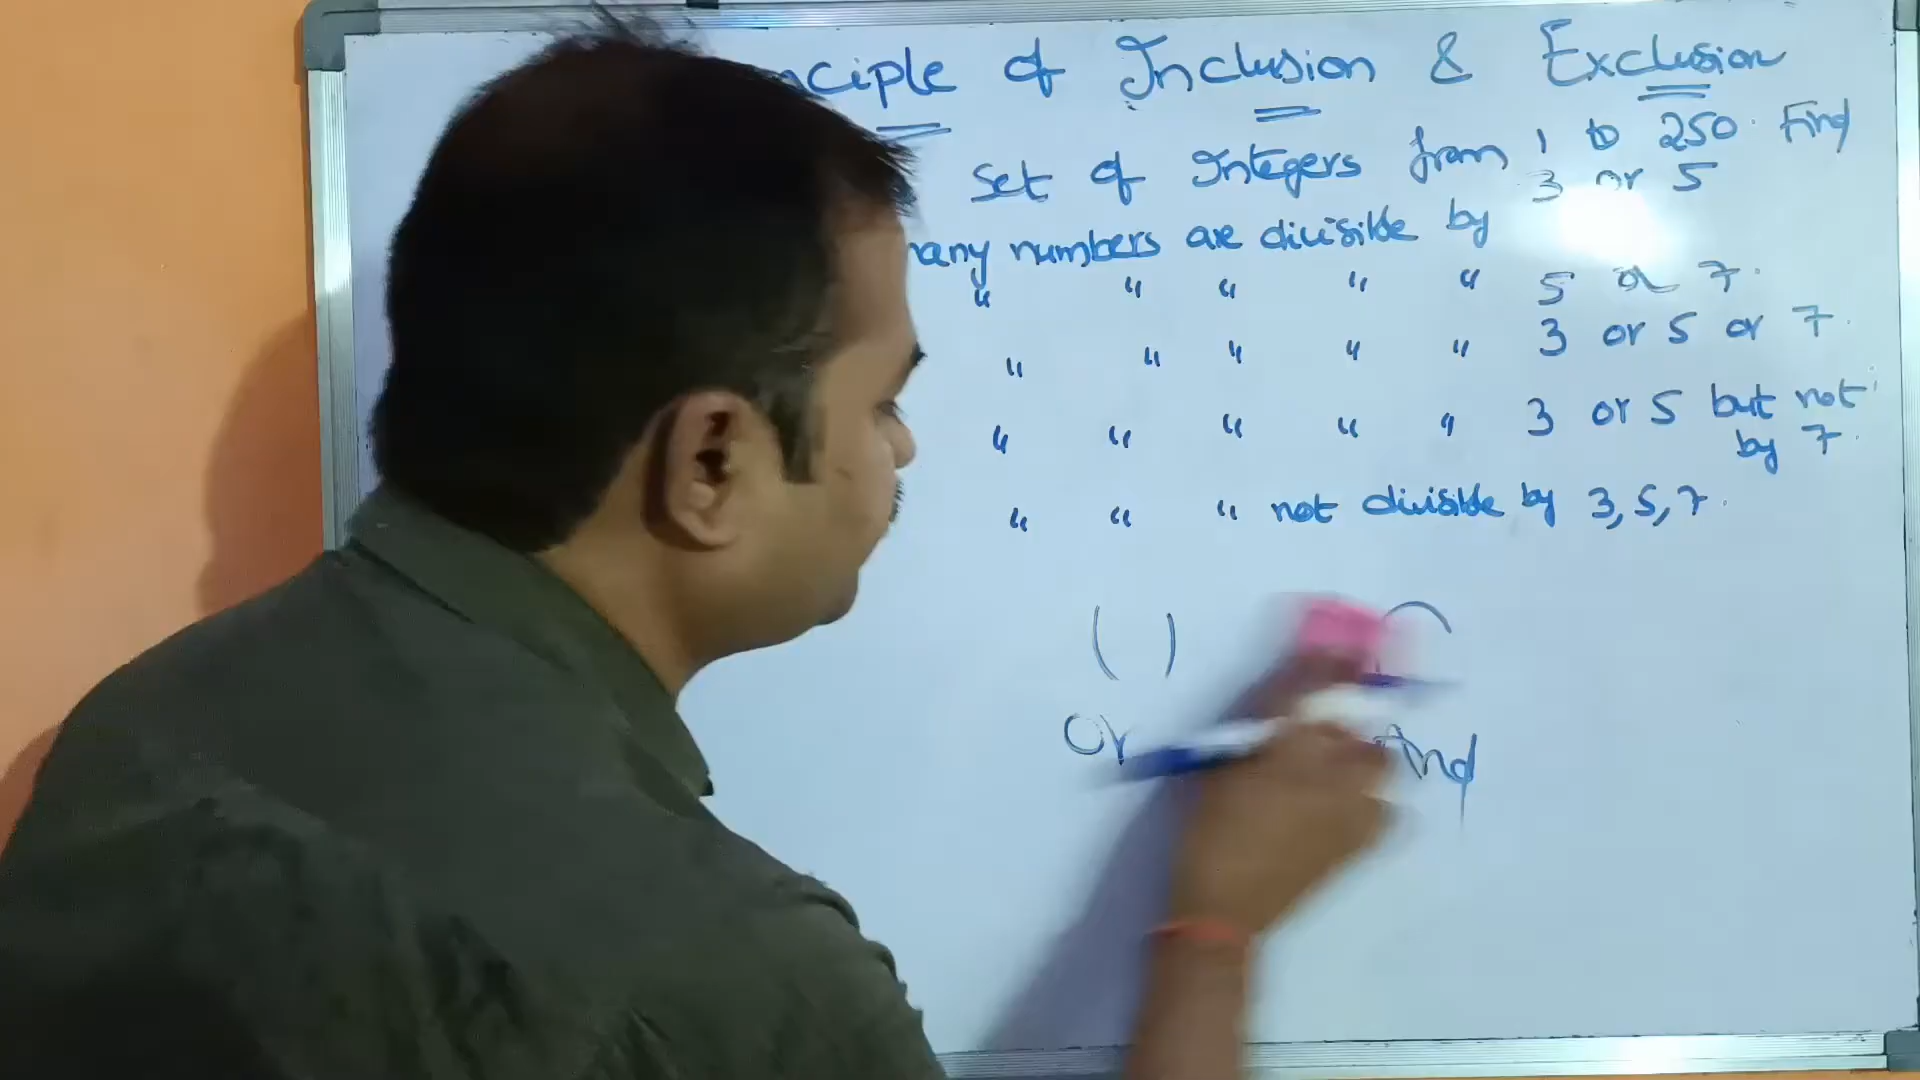 nciple of Inclusion & Exclusion
Set of Integers from 1 to 250. Find
many numbers are divisible by 3 or 5
" " " " " 5 or 7.
" " " " " 3 or 5 or 7.
" " " " " 3 or 5 but not
by 7.
" " " not divisible by 3, 5, 7.
( )
Or And